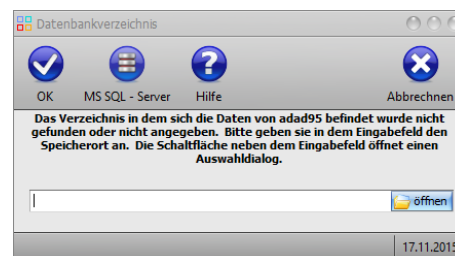 Datenbankverzeichnis
OK MS SQL - Server Hilfe Abbrechen
Das Verzeichnis in dem sich die Daten von adad95 befindet wurde nicht
gefunden oder nicht angegeben. Bitte geben sie in dem Eingabefeld den
Speicherort an. Die Schaltfläche neben dem Eingabefeld öffnet einen
Auswahldialog.
öffnen
17.11.2015